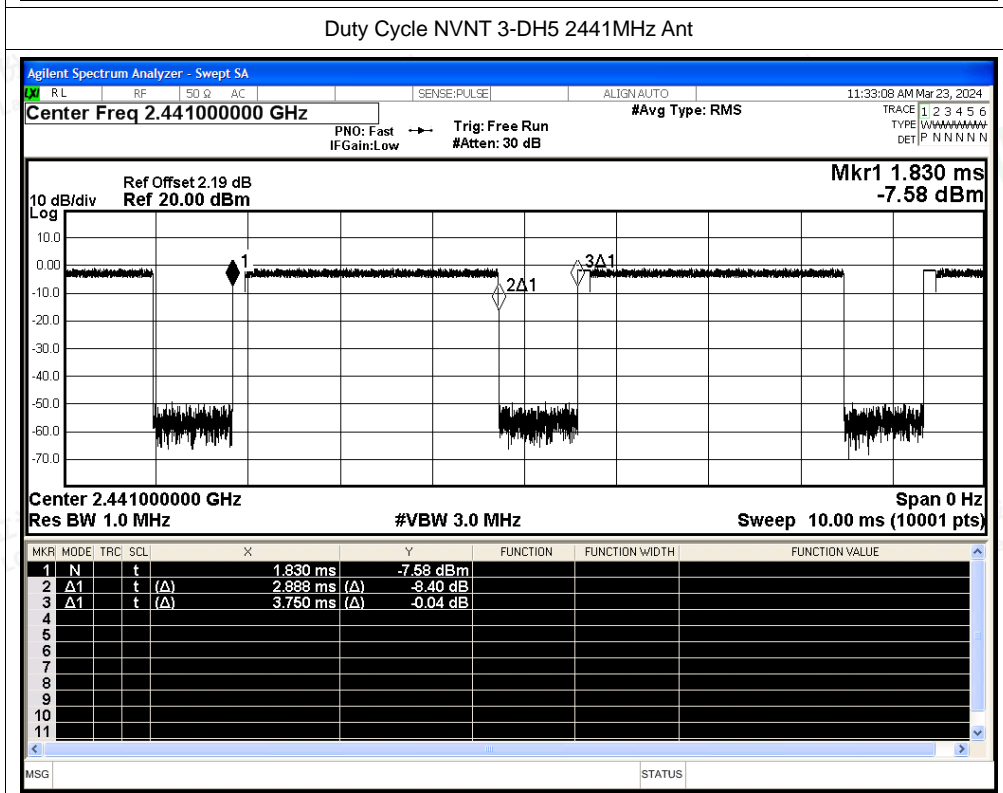 Duty Cycle NVNT 3-DH5 2441MHz Ant
Agilent Spectrum Analyzer - Swept SA
LXI RL RF 50 Ω AC SENSE:PULSE ALIGN AUTO 11:33:08 AM Mar 23, 2024
Center Freq 2.441000000 GHz #Avg Type: RMS TRACE 1 2 3 4 5 6
PNO: Fast Trig: Free Run TYPE WWWWWW
IFGain:Low #Atten: 30 dB DET P N N N N N
Mkr1 1.830 ms
Ref Offset 2.19 dB
10 dB/div Ref 20.00 dBm -7.58 dBm
Log
10.0
0.00 1 3Δ1
-10.0 2Δ1
-20.0
-30.0
-40.0
-50.0
-60.0
-70.0
Center 2.441000000 GHz Span 0 Hz
Res BW 1.0 MHz #VBW 3.0 MHz Sweep 10.00 ms (10001 pts)
MKR MODE TRC SCL X Y FUNCTION FUNCTION WIDTH FUNCTION VALUE
1 N t 1.830 ms -7.58 dBm
2 Δ1 t (Δ) 2.888 ms (Δ) -8.40 dB
3 Δ1 t (Δ) 3.750 ms (Δ) -0.04 dB
4
5
6
7
8
9
10
11
MSG STATUS